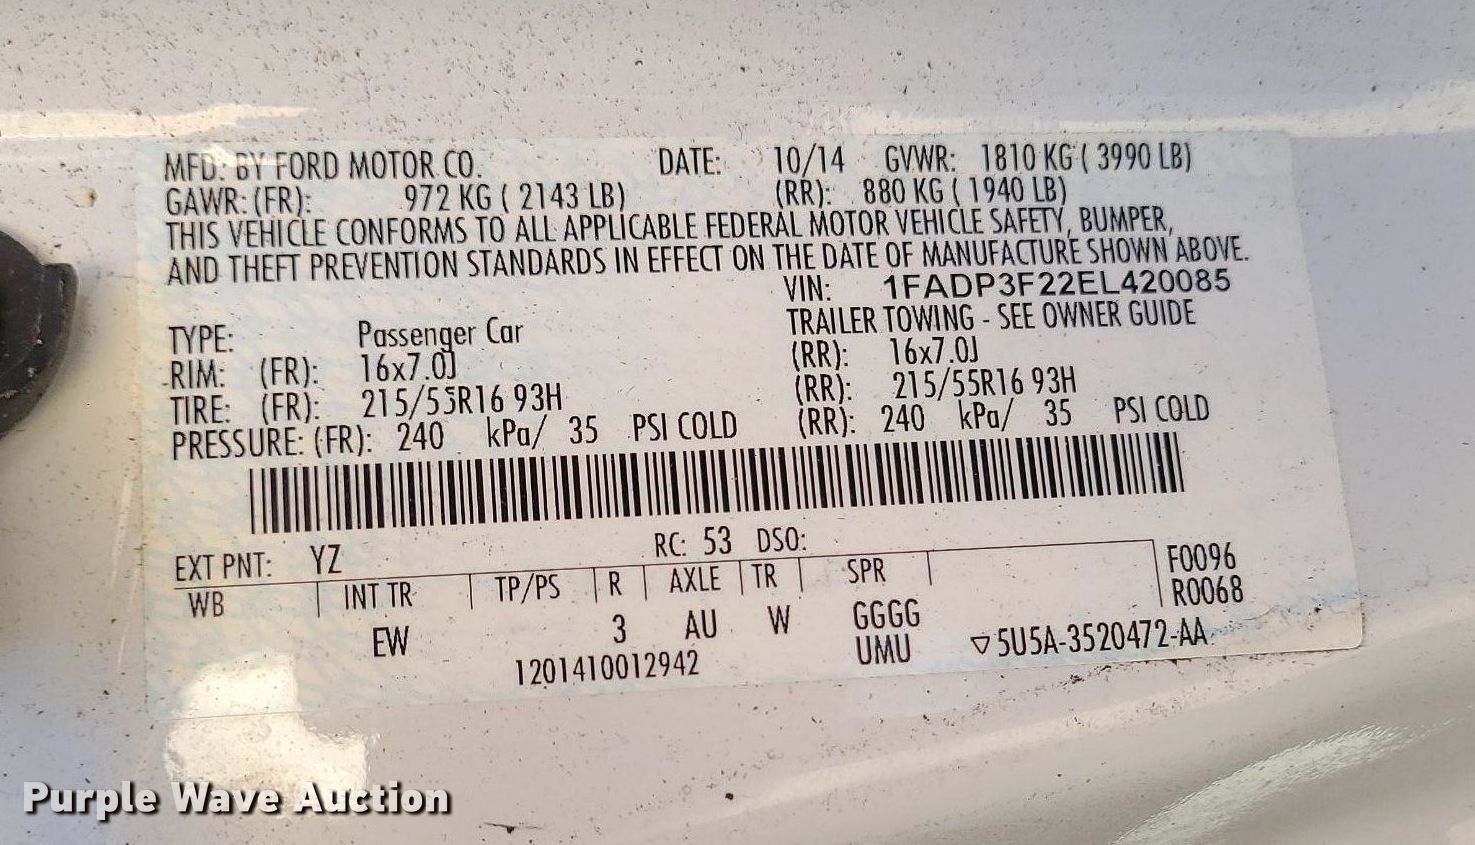 MFD. BY FORD MOTOR CO. DATE: 10/14 GVWR: 1810 KG ( 3990 LB)
GAWR: (FR): 972 KG ( 2143 LB) (RR): 880 KG ( 1940 LB)
THIS VEHICLE CONFORMS TO ALL APPLICABLE FEDERAL MOTOR VEHICLE SAFETY, BUMPER,
AND THEFT PREVENTION STANDARDS IN EFFECT ON THE DATE OF MANUFACTURE SHOWN ABOVE.
VIN: 1FADP3F22EL420085
TYPE: Passenger Car TRAILER TOWING - SEE OWNER GUIDE
RIM: (FR): 16x7.0J (RR): 16x7.0J
TIRE: (FR): 215/55R16 93H (RR): 215/55R16 93H
PRESSURE: (FR): 240 kPa/ 35 PSI COLD (RR): 240 kPa/ 35 PSI COLD
EXT PNT: YZ RC: 53 DSO:
WB INT TR TP/PS R AXLE TR SPR F0096
R0068
EW 3 AU W GGGG
1201410012942 UMU ▽5U5A-3520472-AA
Purple Wave Auction